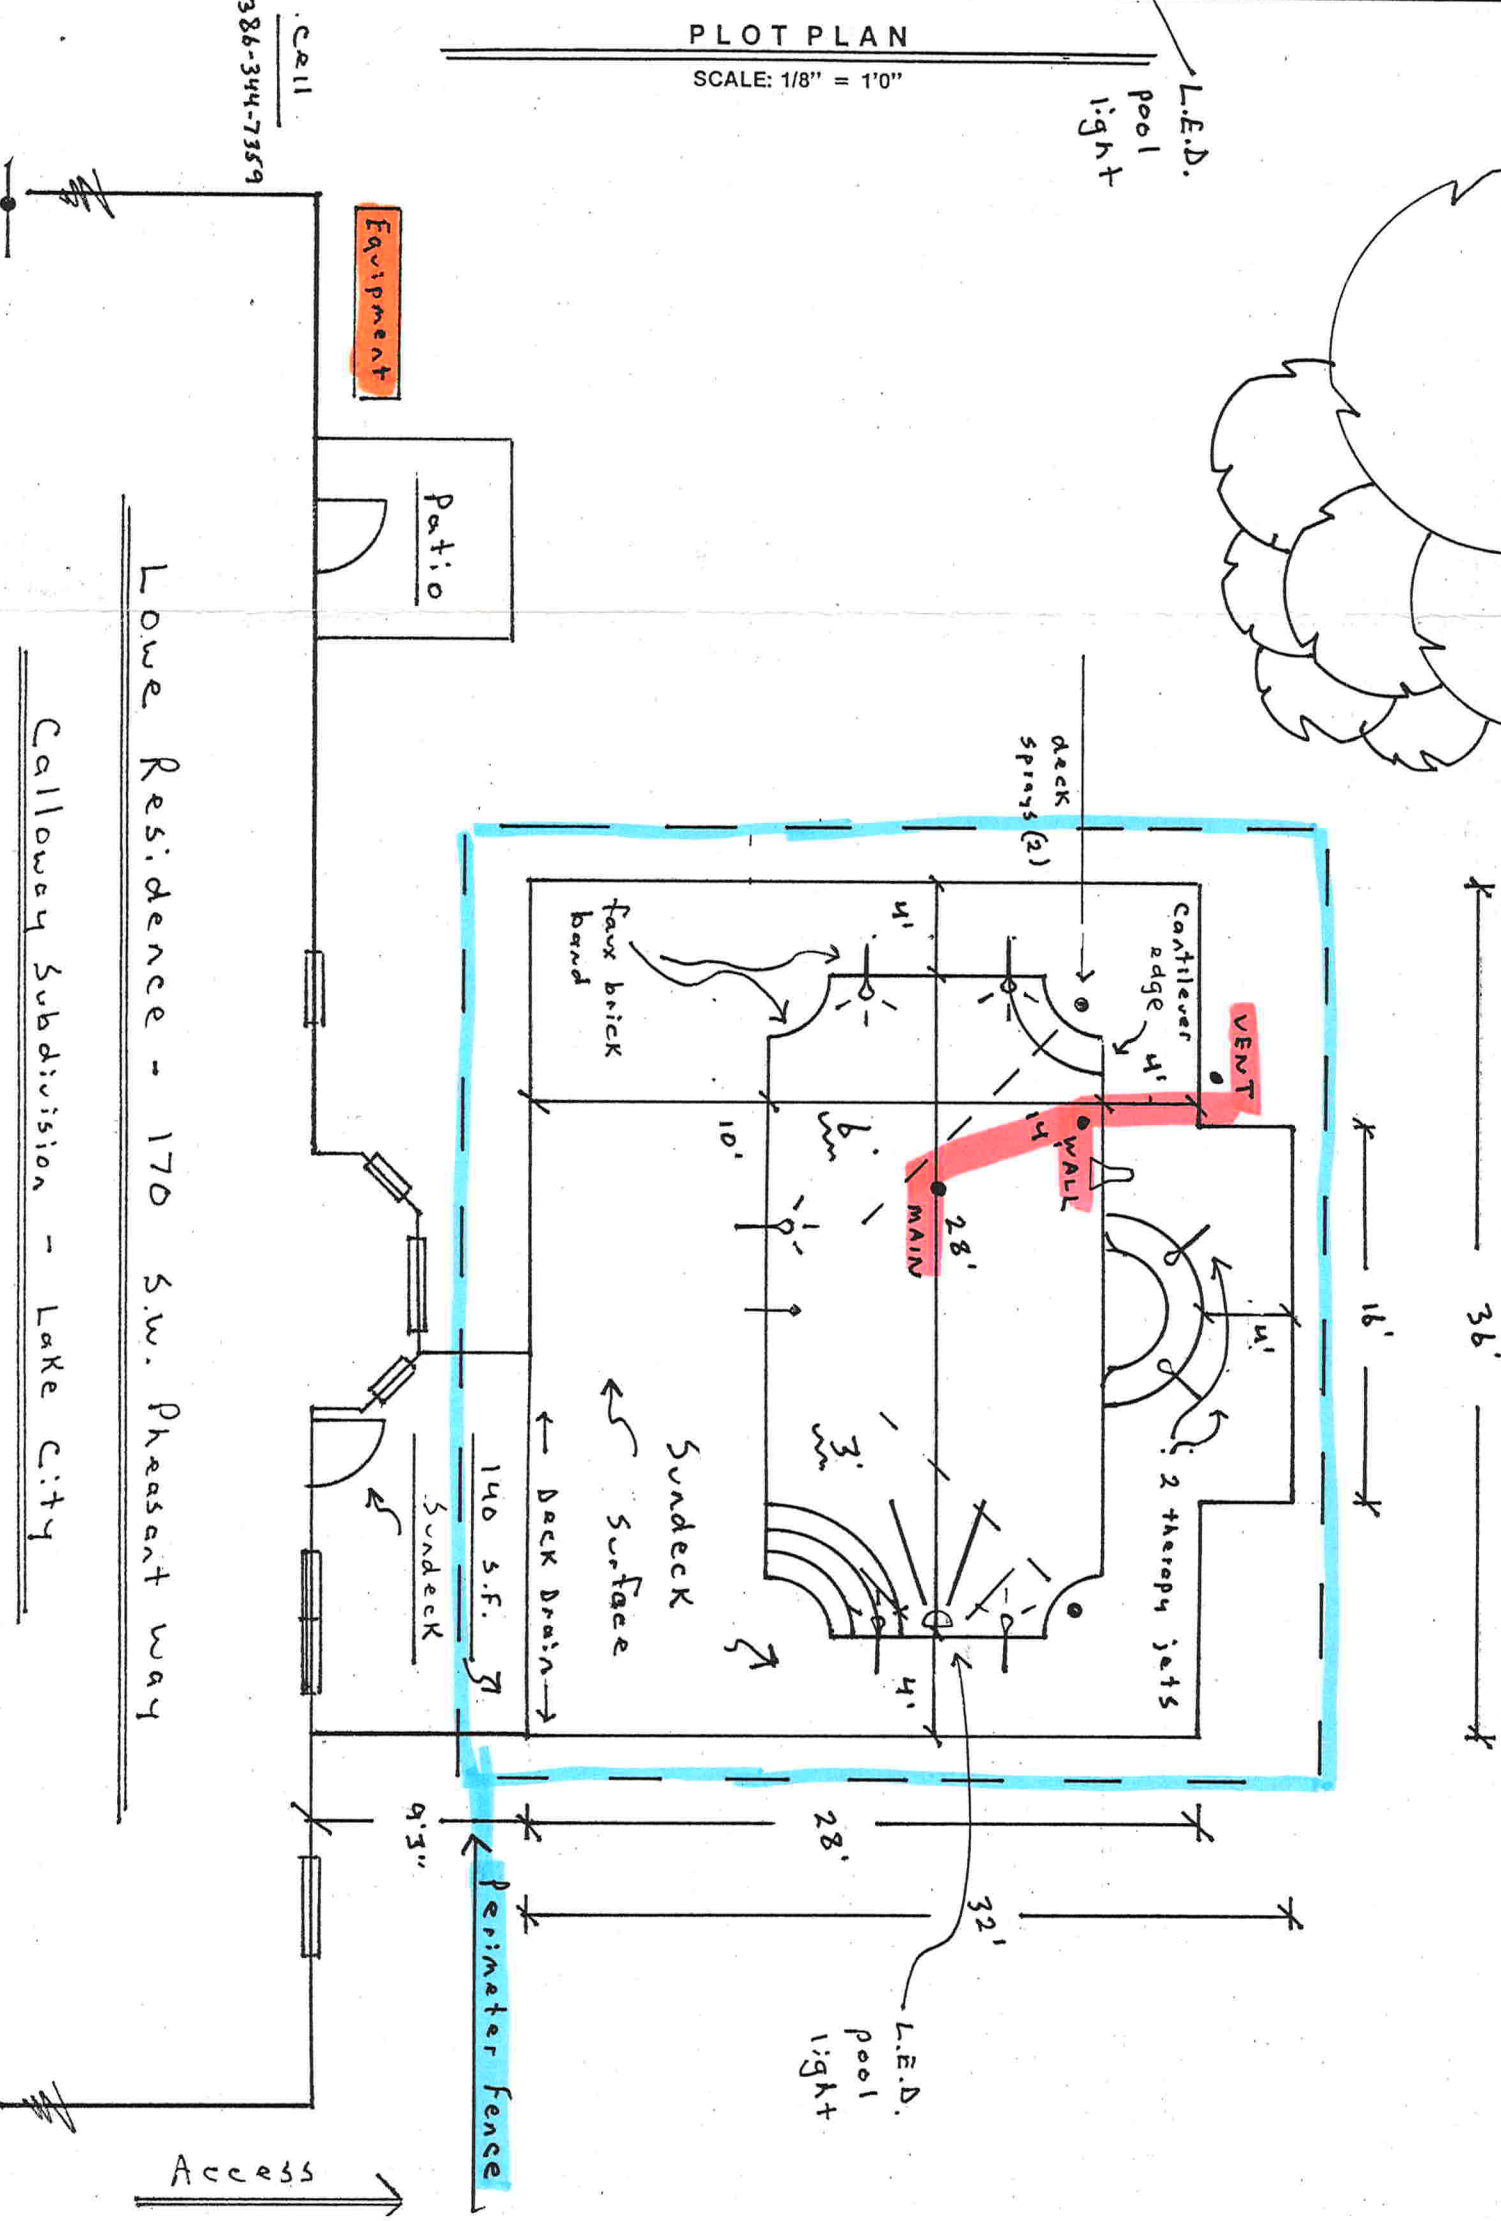 PLOT PLAN
SCALE: 1/8" = 1'0"
L.E.D.
pool
light
cell
386-344-7359
Equipment
Patio
deck
sprays (2)
36'
16'
cantilever
edge
VENT
WALL
MAIN
4'
4'
4'
4'
14'
28'
10'
6'
3'
faux brick
band
2 therapy jets
Sundeck
Surface
← Deck Drain →
140 S.F.
Sundeck
9'3"
28'
32'
L.E.D.
pool
light
Perimeter Fence
Access
Lowe Residence - 170 S.W. Pheasant Way
Calloway Subdivision - Lake City